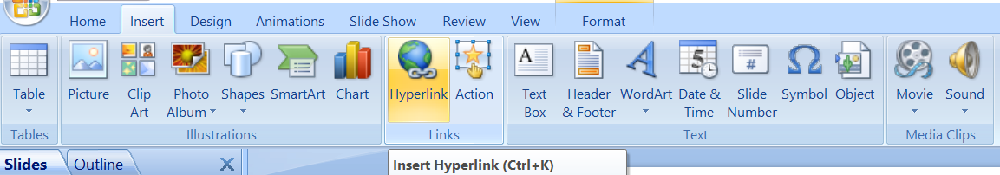 Home Insert Design Animations Slide Show Review View Format
Table Picture Clip Art Photo Album Shapes SmartArt Chart Hyperlink Action Text Box Header & Footer WordArt Date & Time Slide Number Symbol Object Movie Sound
Tables Illustrations Links Text Media Clips
Slides Outline
Insert Hyperlink (Ctrl+K)